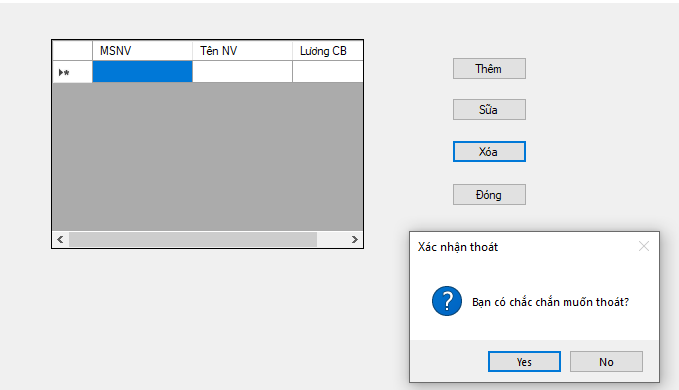 MSNV Tên NV Lương CB
Thêm
Sữa
Xóa
Đóng
Xác nhận thoát
Bạn có chắc chắn muốn thoát?
Yes No